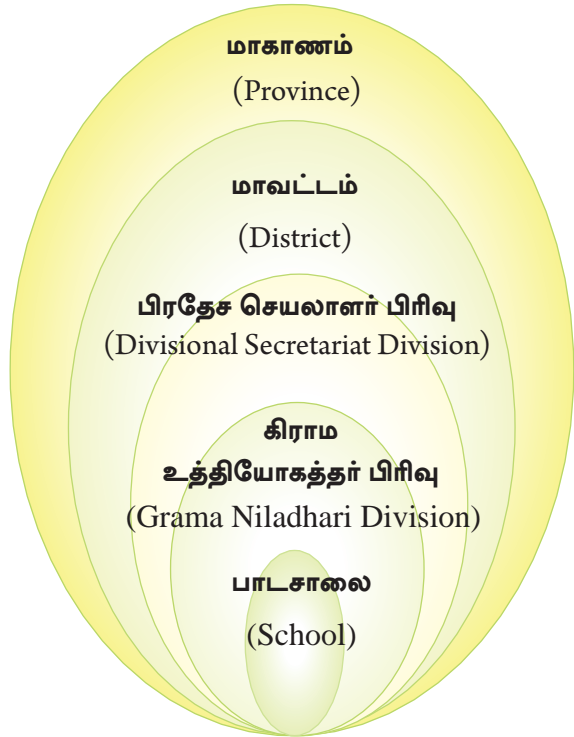 மாகாணம்
(Province)
மாவட்டம்
(District)
பிரதேச செயலாளர் பிரிவு
(Divisional Secretariat Division)
கிராம
உத்தியோகத்தர் பிரிவு
(Grama Niladhari Division)
பாடசாலை
(School)